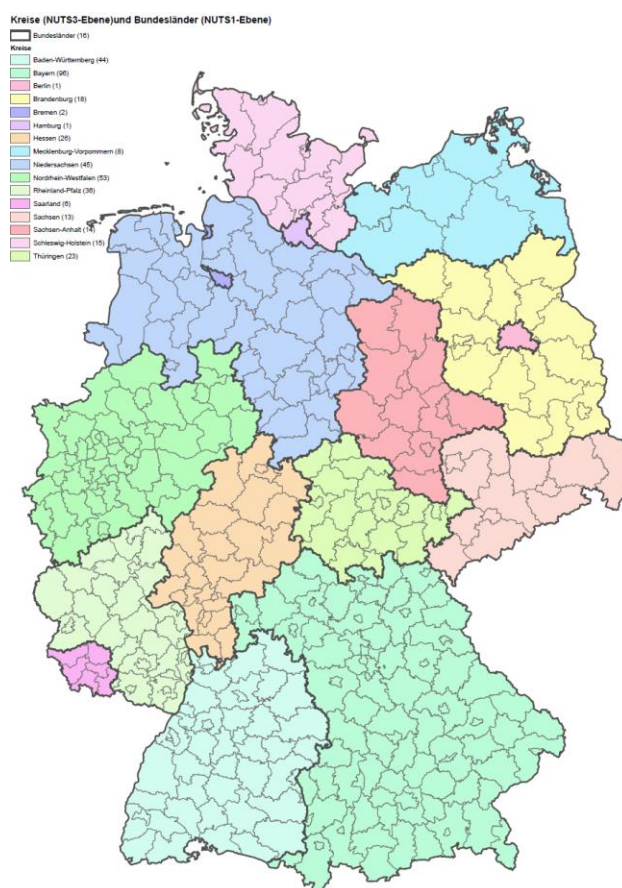 Kreise (NUTS3-Ebene)und Bundesländer (NUTS1-Ebene)
Bundesländer (16)
Kreise
Baden-Württemberg (44)
Bayern (96)
Berlin (1)
Brandenburg (18)
Bremen (2)
Hamburg (1)
Hessen (26)
Mecklenburg-Vorpommern (8)
Niedersachsen (45)
Nordrhein-Westfalen (53)
Rheinland-Pfalz (36)
Saarland (6)
Sachsen (13)
Sachsen-Anhalt (14)
Schleswig-Holstein (15)
Thüringen (23)